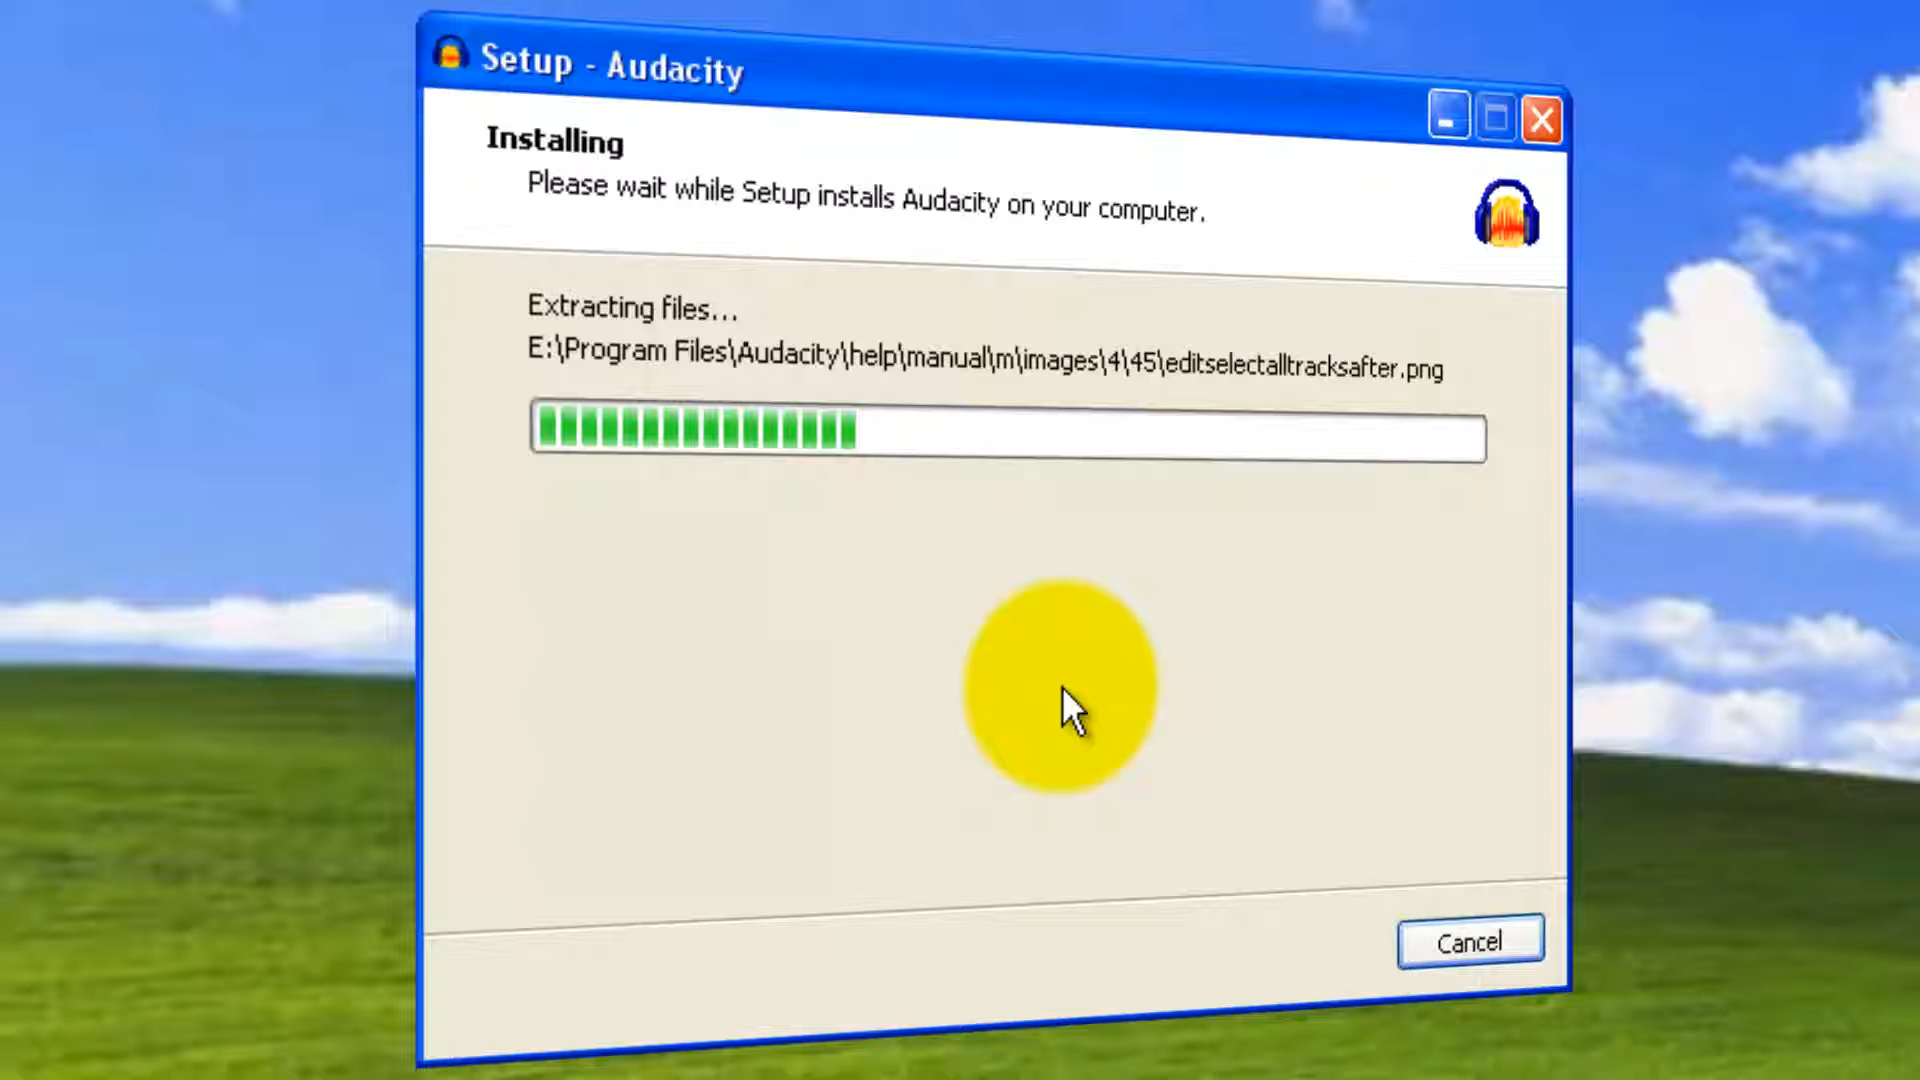 Setup - Audacity
Installing
Please wait while Setup installs Audacity on your computer.
Extracting files...
E:\Program Files\Audacity\help\manual\m\images\4\45\editselectalltracksafter.png
Cancel